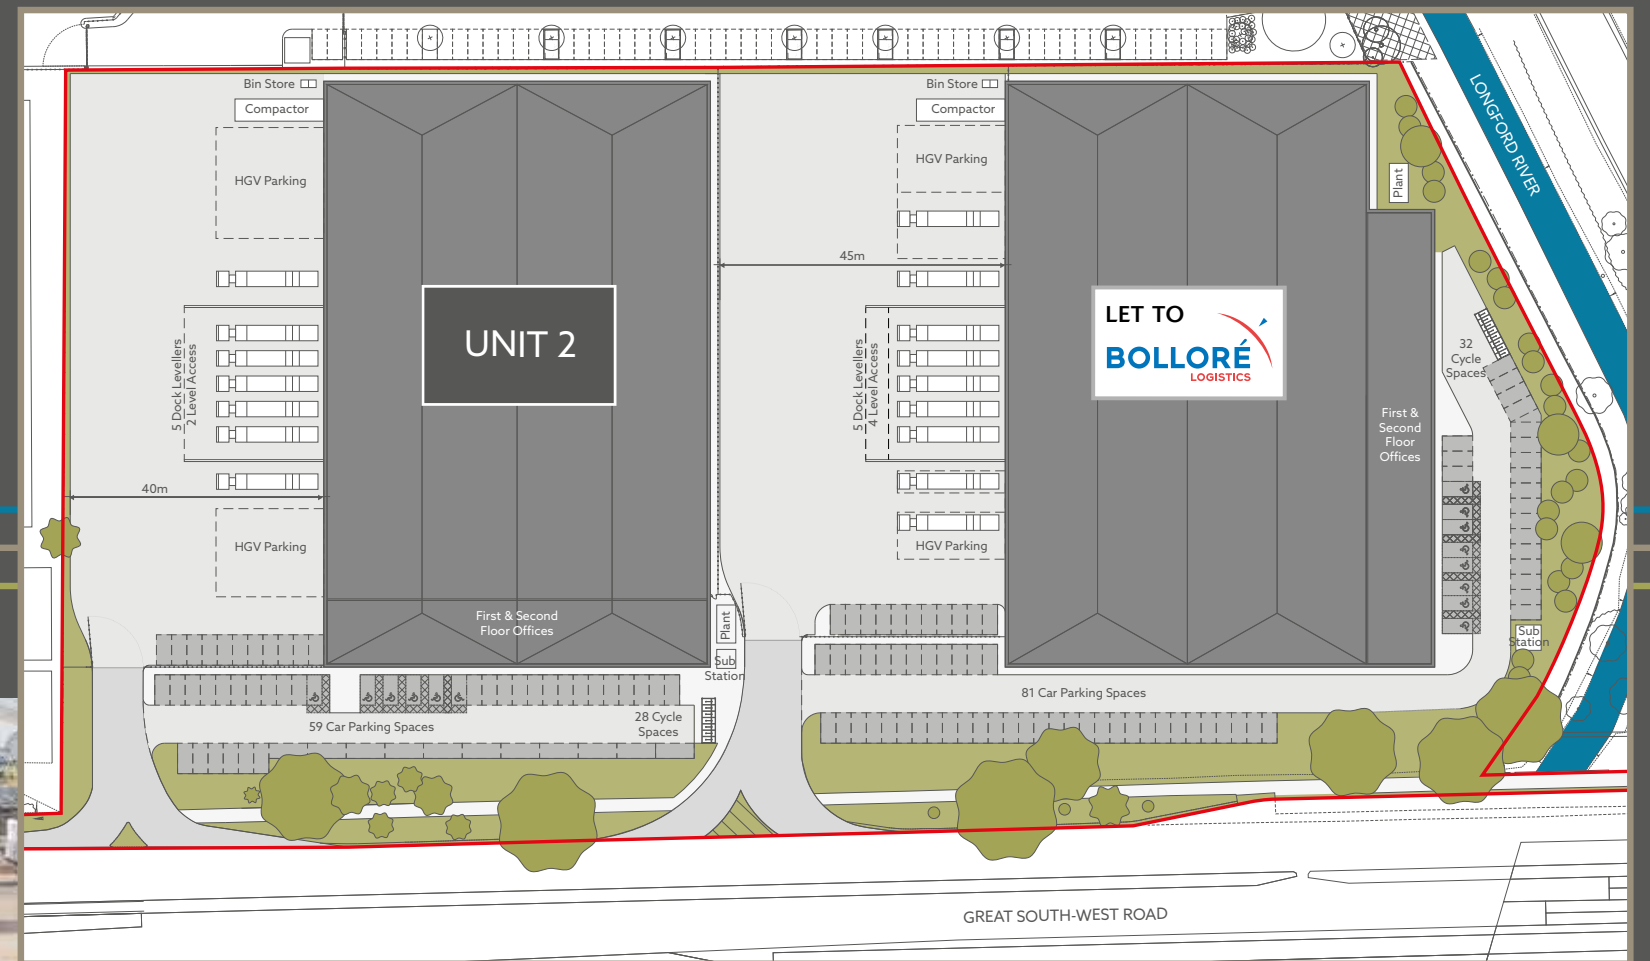 Bin Store
Compactor
HGV Parking
5 Dock Levellers
2 Level Access
40m
HGV Parking
UNIT 2
First & Second
Floor Offices
59 Car Parking Spaces
28 Cycle
Spaces
Plant
Sub
Station
Bin Store
Compactor
HGV Parking
45m
5 Dock Levellers
4 Level Access
HGV Parking
LET TO
BOLLORÉ
LOGISTICS
First &
Second
Floor
Offices
Plant
LONGFORD RIVER
32
Cycle
Spaces
Sub
Station
81 Car Parking Spaces
GREAT SOUTH-WEST ROAD